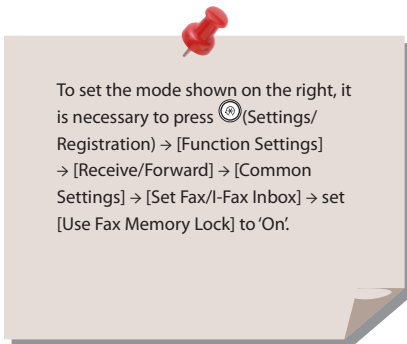 To set the mode shown on the right, it
is necessary to press (Settings/
Registration) → [Function Settings]
→ [Receive/Forward] → [Common
Settings] → [Set Fax/I-Fax Inbox] → set
[Use Fax Memory Lock] to ‘On’.